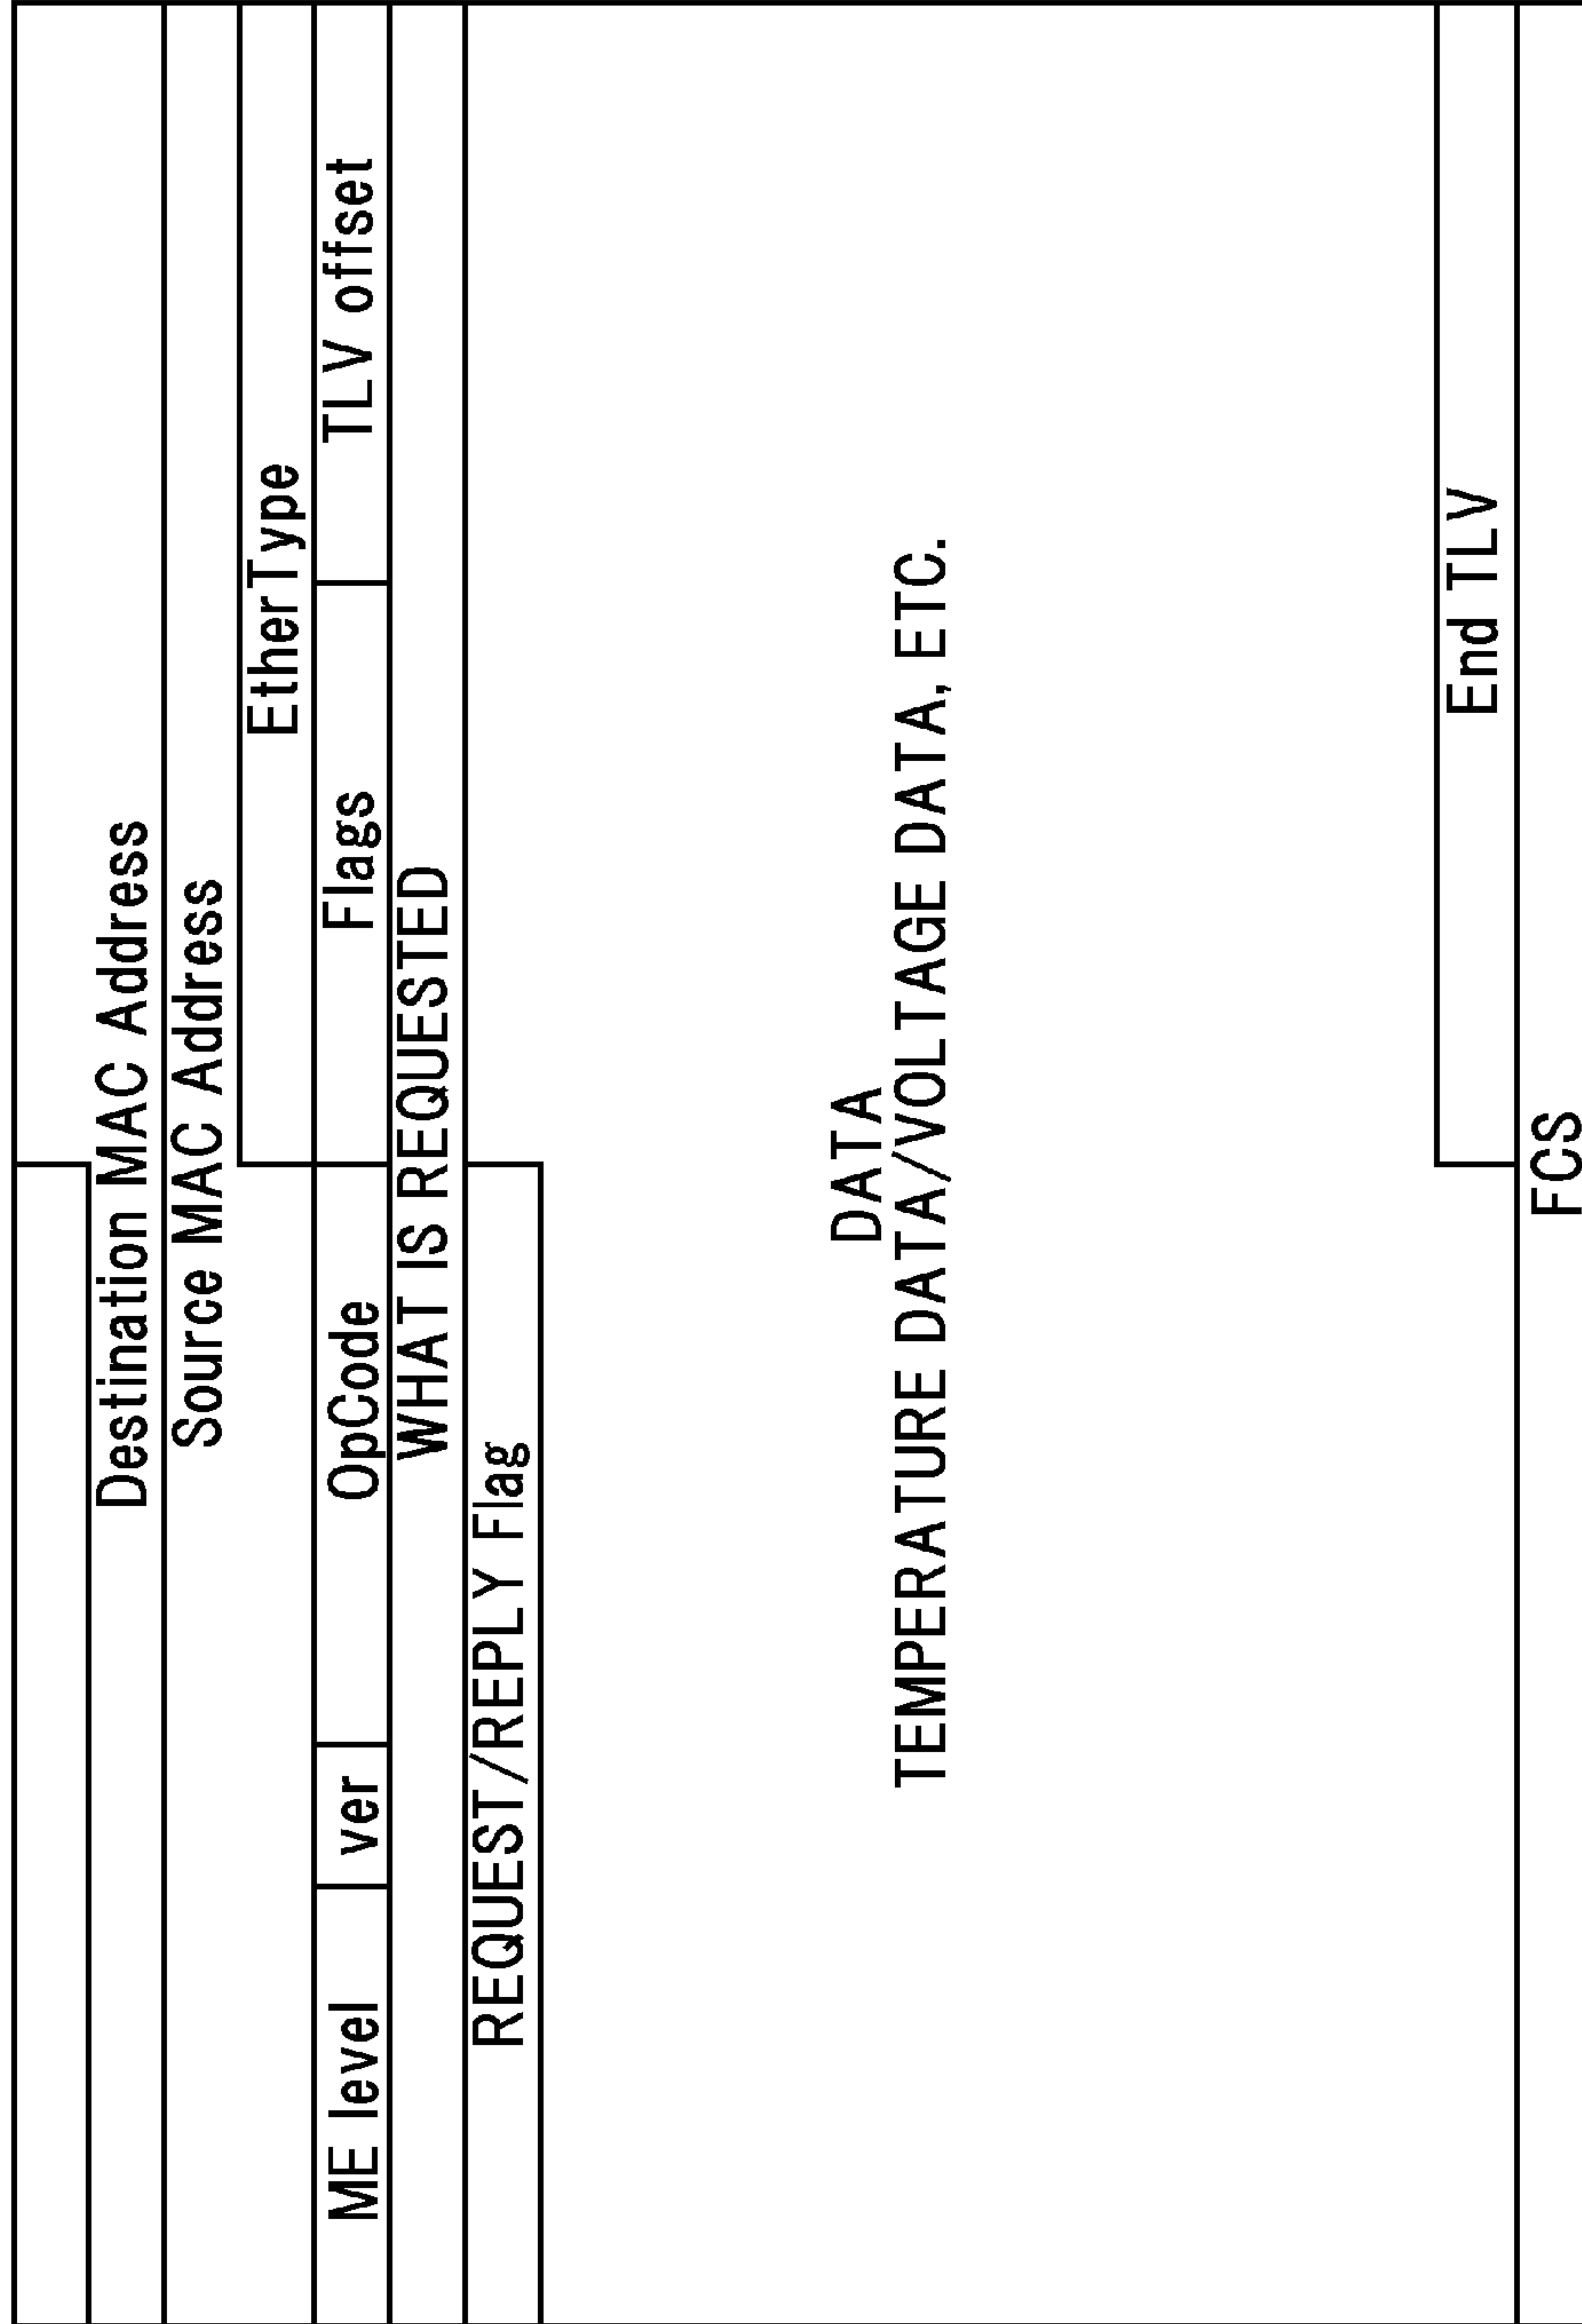 Destination MAC Address
Source MAC Address
EtherType
ME level ver OpCode Flags TLV offset
WHAT IS REQUESTED
REQUEST/REPLY Flag
DATA
TEMPERATURE DATA/VOLTAGE DATA, ETC.
End TLV
FCS